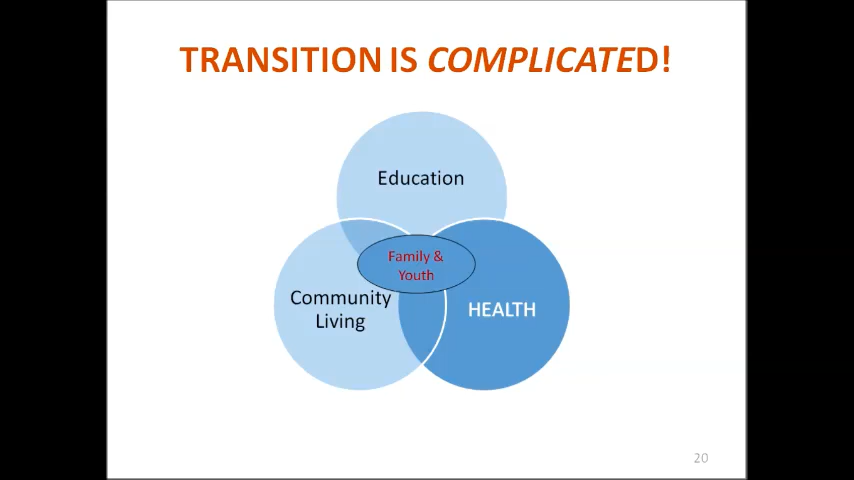 TRANSITION IS COMPLICATED!
Education
Family &
Youth
Community
Living
HEALTH
20